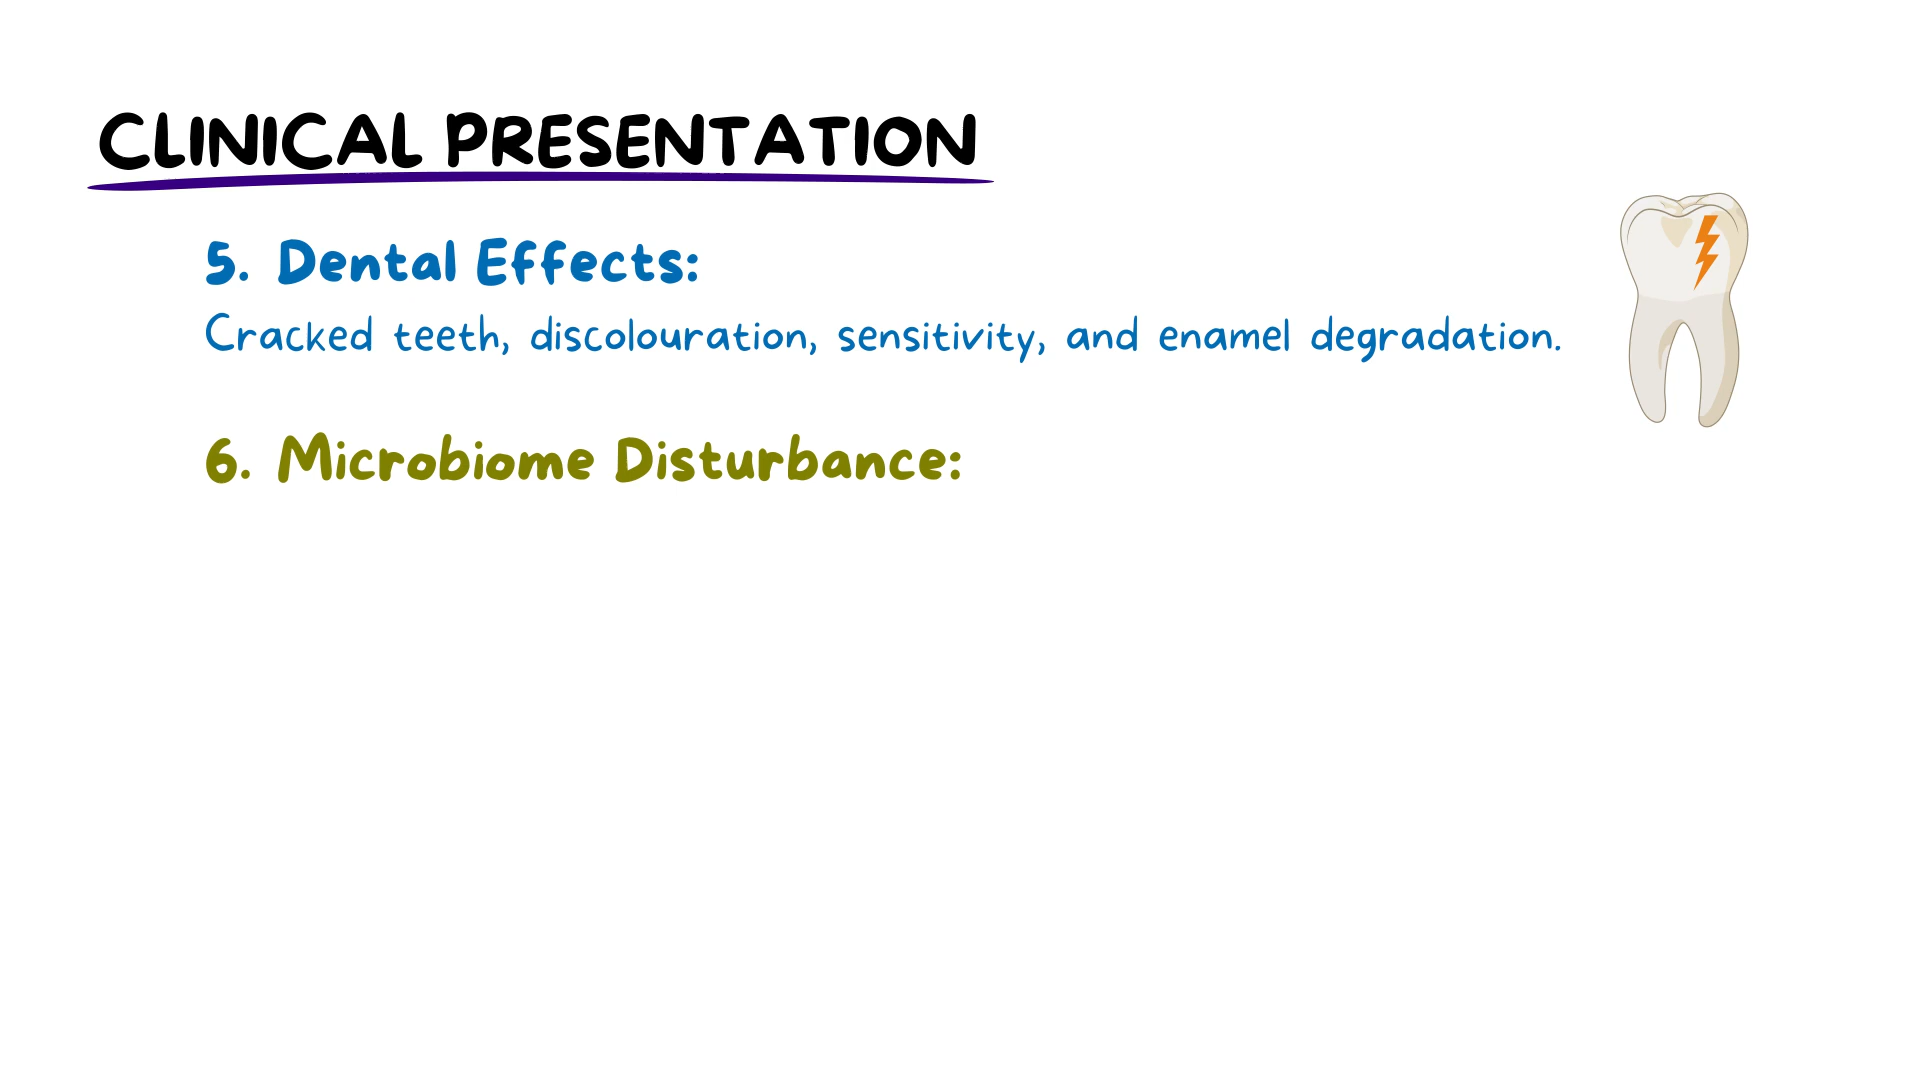 CLINICAL PRESENTATION
5. Dental Effects:
Cracked teeth, discolouration, sensitivity, and enamel degradation.
6. Microbiome Disturbance: